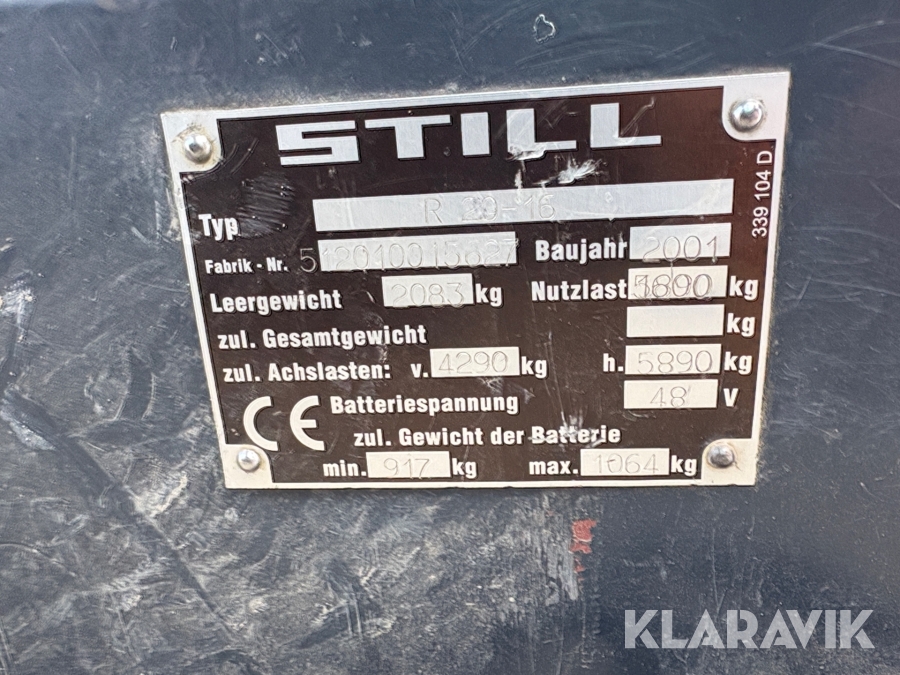 STILL
339 104 D
Typ R 20-16
Fabrik - Nr. Baujahr 2001
Leergewicht 2083 kg Nutzlast kg
zul. Gesamtgewicht kg
zul. Achslasten: v. 4290 kg h. 5890 kg
CE Batteriespannung 48 V
zul. Gewicht der Batterie
min. 917 kg max. 1064 kg
KLARAVIK